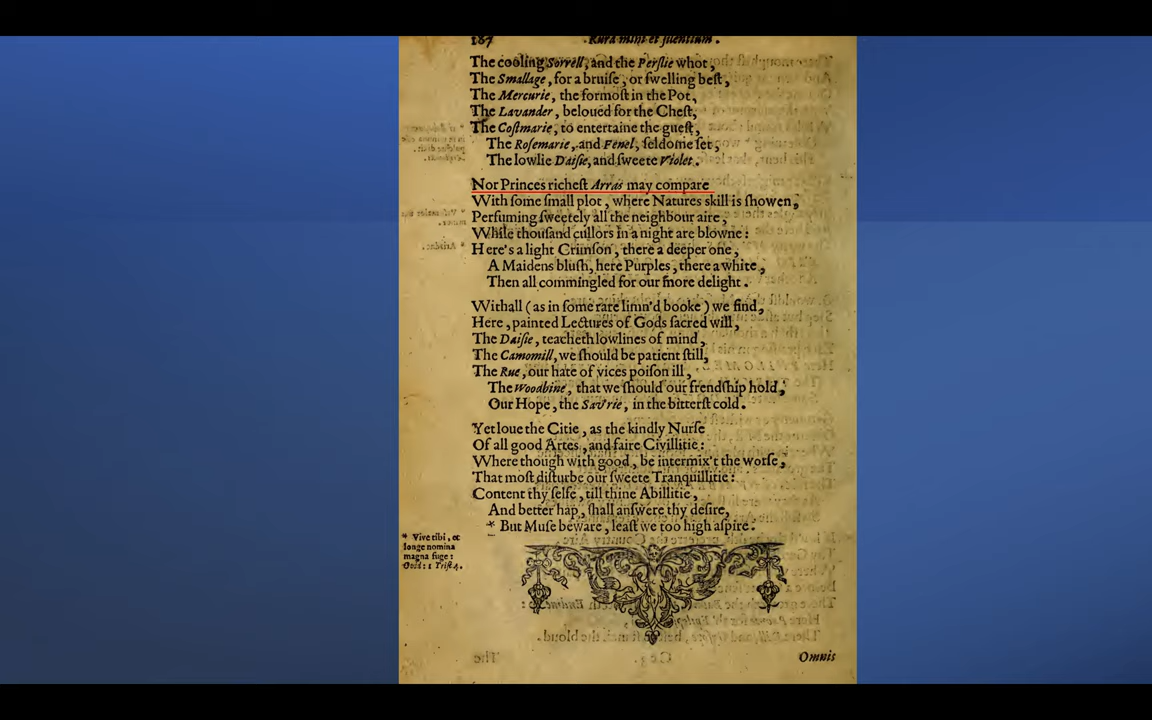 187 Rura mihi et silentium.
The cooling Sorrell, and the Perſlie whot,
The Smallage, for a bruiſe, or ſwelling beſt,
The Mercurie, the formoſt in the Pot,
The Lavander, beloued for the Cheſt,
The Coſtmarie, to entertaine the gueſt,
The Roſemarie, and Fenel, ſeldome ſet,
The lowlie Daiſie, and ſweete Violet.
Nor Princes richeſt Arras may compare
With ſome ſmall plot, where Natures skill is ſhowen,
Perfuming ſweetely all the neighbour aire,
While thouſand cullors in a night are blowne:
Here's a light Crimſon, there a deeper one,
A Maidens bluſh, here Purples, there a white,
Then all commingled for our more delight.
Withall (as in ſome rare limn'd booke) we find,
Here, painted Lectures of Gods ſacred will,
The Daiſie, teacheth lowlines of mind,
The Camomill, we ſhould be patient ſtill,
The Rue, our hate of vices poiſon ill,
The Woodbine, that we ſhould our frendſhip hold,
Our Hope, the Sav'rie, in the bitterſt cold.
Yet loue the Citie, as the kindly Nurſe
Of all good Artes, and faire Civillitie:
Where though with good, be intermix't the worſe,
That moſt diſturbe our ſweete Tranquillitie:
Content thy ſelfe, till thine Abillitie,
And better hap, ſhall anſwere thy deſire,
* But Muſe beware, leaſt we too high aſpire.
* Vive tibi, et
longe nomina
magna fuge:
Ovid: 1 Triſt 4.
Omnis